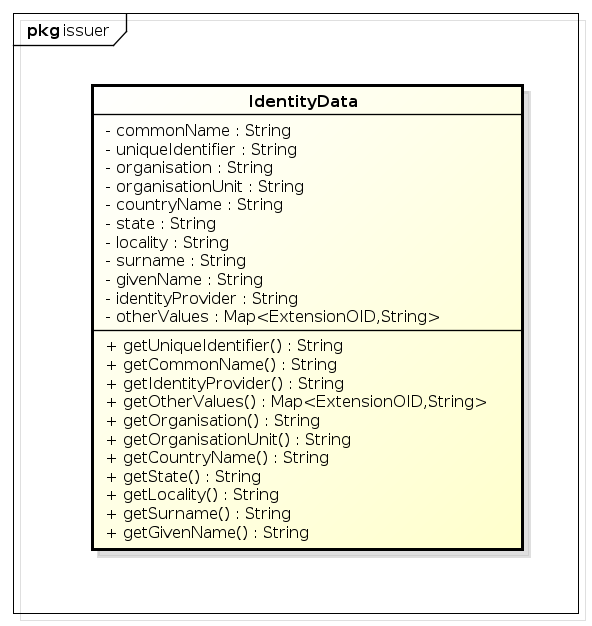 pkg issuer
IdentityData
- commonName : String
- uniqueIdentifier : String
- organisation : String
- organisationUnit : String
- countryName : String
- state : String
- locality : String
- surname : String
- givenName : String
- identityProvider : String
- otherValues : Map<ExtensionOID,String>
+ getUniqueIdentifier() : String
+ getCommonName() : String
+ getIdentityProvider() : String
+ getOtherValues() : Map<ExtensionOID,String>
+ getOrganisation() : String
+ getOrganisationUnit() : String
+ getCountryName() : String
+ getState() : String
+ getLocality() : String
+ getSurname() : String
+ getGivenName() : String